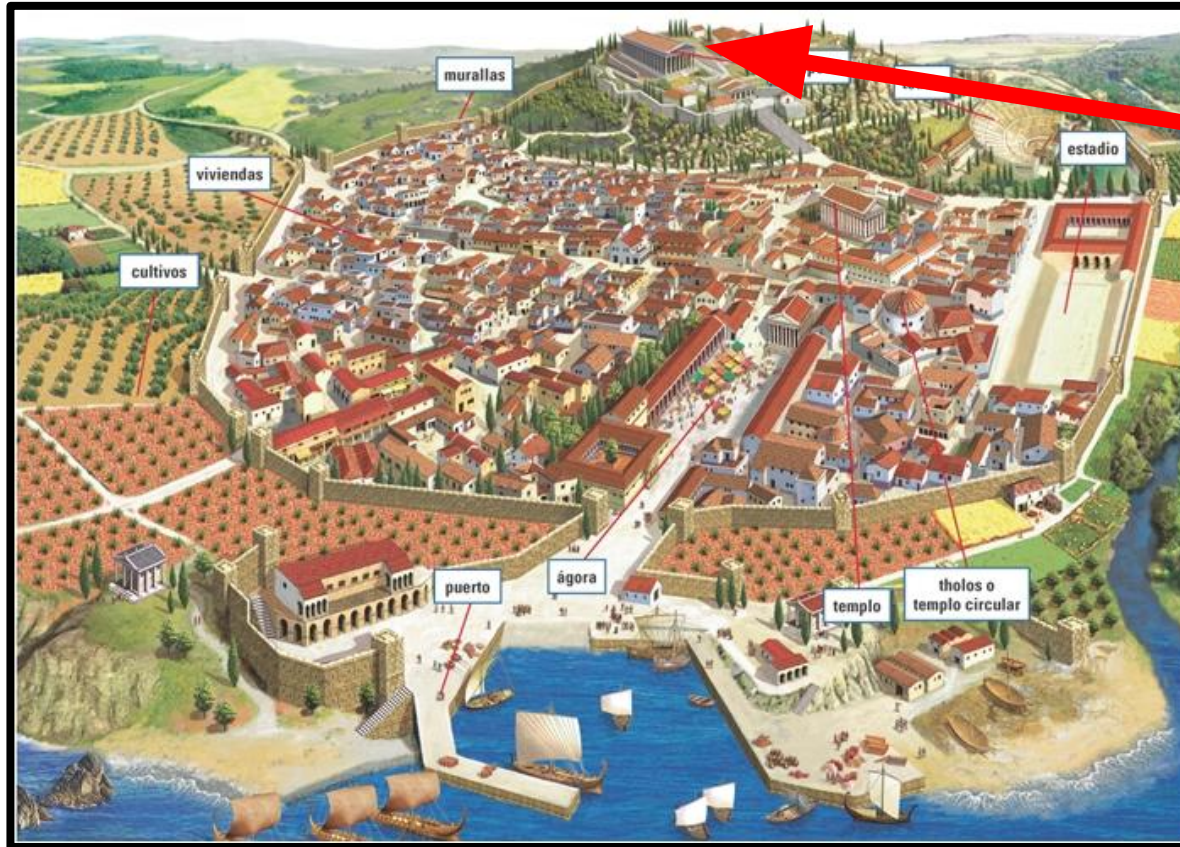 murallas
estadio
viviendas
cultivos
puerto
ágora
templo
tholos o
templo circular